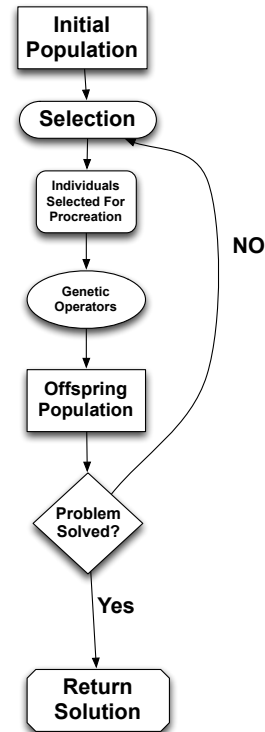 Initial
Population
Selection
Individuals
Selected For
Procreation
NO
Genetic
Operators
Offspring
Population
Problem
Solved?
Yes
Return
Solution